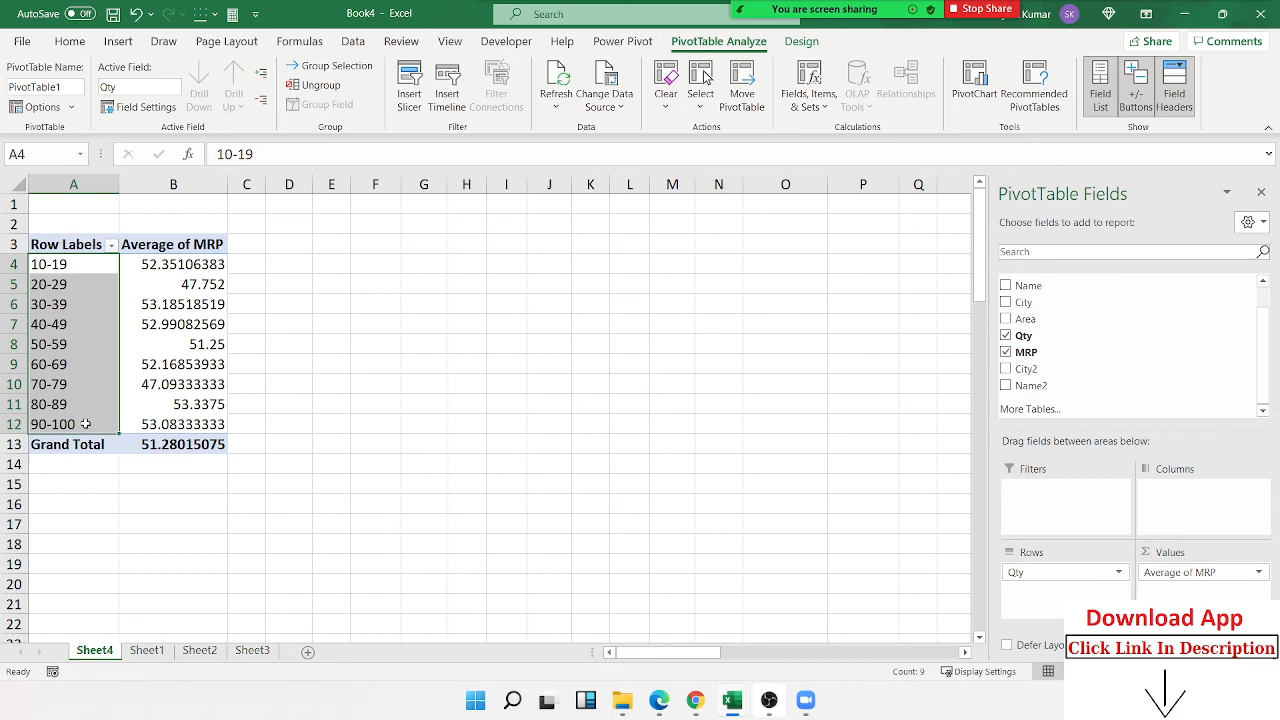 AutoSave Off Book4 - Excel Search You are screen sharing Stop Share Kumar SK
File Home Insert Draw Page Layout Formulas Data Review View Developer Help Power Pivot PivotTable Analyze Design Share Comments
PivotTable Name:
PivotTable1
Options
PivotTable
Active Field:
Qty
Field Settings
Drill Down
Drill Up
Active Field
Group Selection
Ungroup
Group Field
Group
Insert Slicer
Insert Timeline
Filter Connections
Filter
Refresh
Change Data Source
Data
Clear
Select
Move PivotTable
Actions
Fields, Items, & Sets
OLAP Tools
Relationships
Calculations
PivotChart
Recommended PivotTables
Tools
Field List
+/- Buttons
Field Headers
Show
A4 fx 10-19
A B C D E F G H I J K L M N O P Q
1
2
3 Row Labels Average of MRP
4 10-19 52.35106383
5 20-29 47.752
6 30-39 53.18518519
7 40-49 52.99082569
8 50-59 51.25
9 60-69 52.16853933
10 70-79 47.09333333
11 80-89 53.3375
12 90-100 53.08333333
13 Grand Total 51.28015075
14
15
16
17
18
19
20
21
22
PivotTable Fields
Choose fields to add to report:
Search
Name
City
Area
Qty
MRP
City2
Name2
More Tables...
Drag fields between areas below:
Filters Columns
Rows Values
Qty Average of MRP
Defer Layo
Download App
Click Link In Description
Sheet4 Sheet1 Sheet2 Sheet3
Ready Count: 9 Display Settings